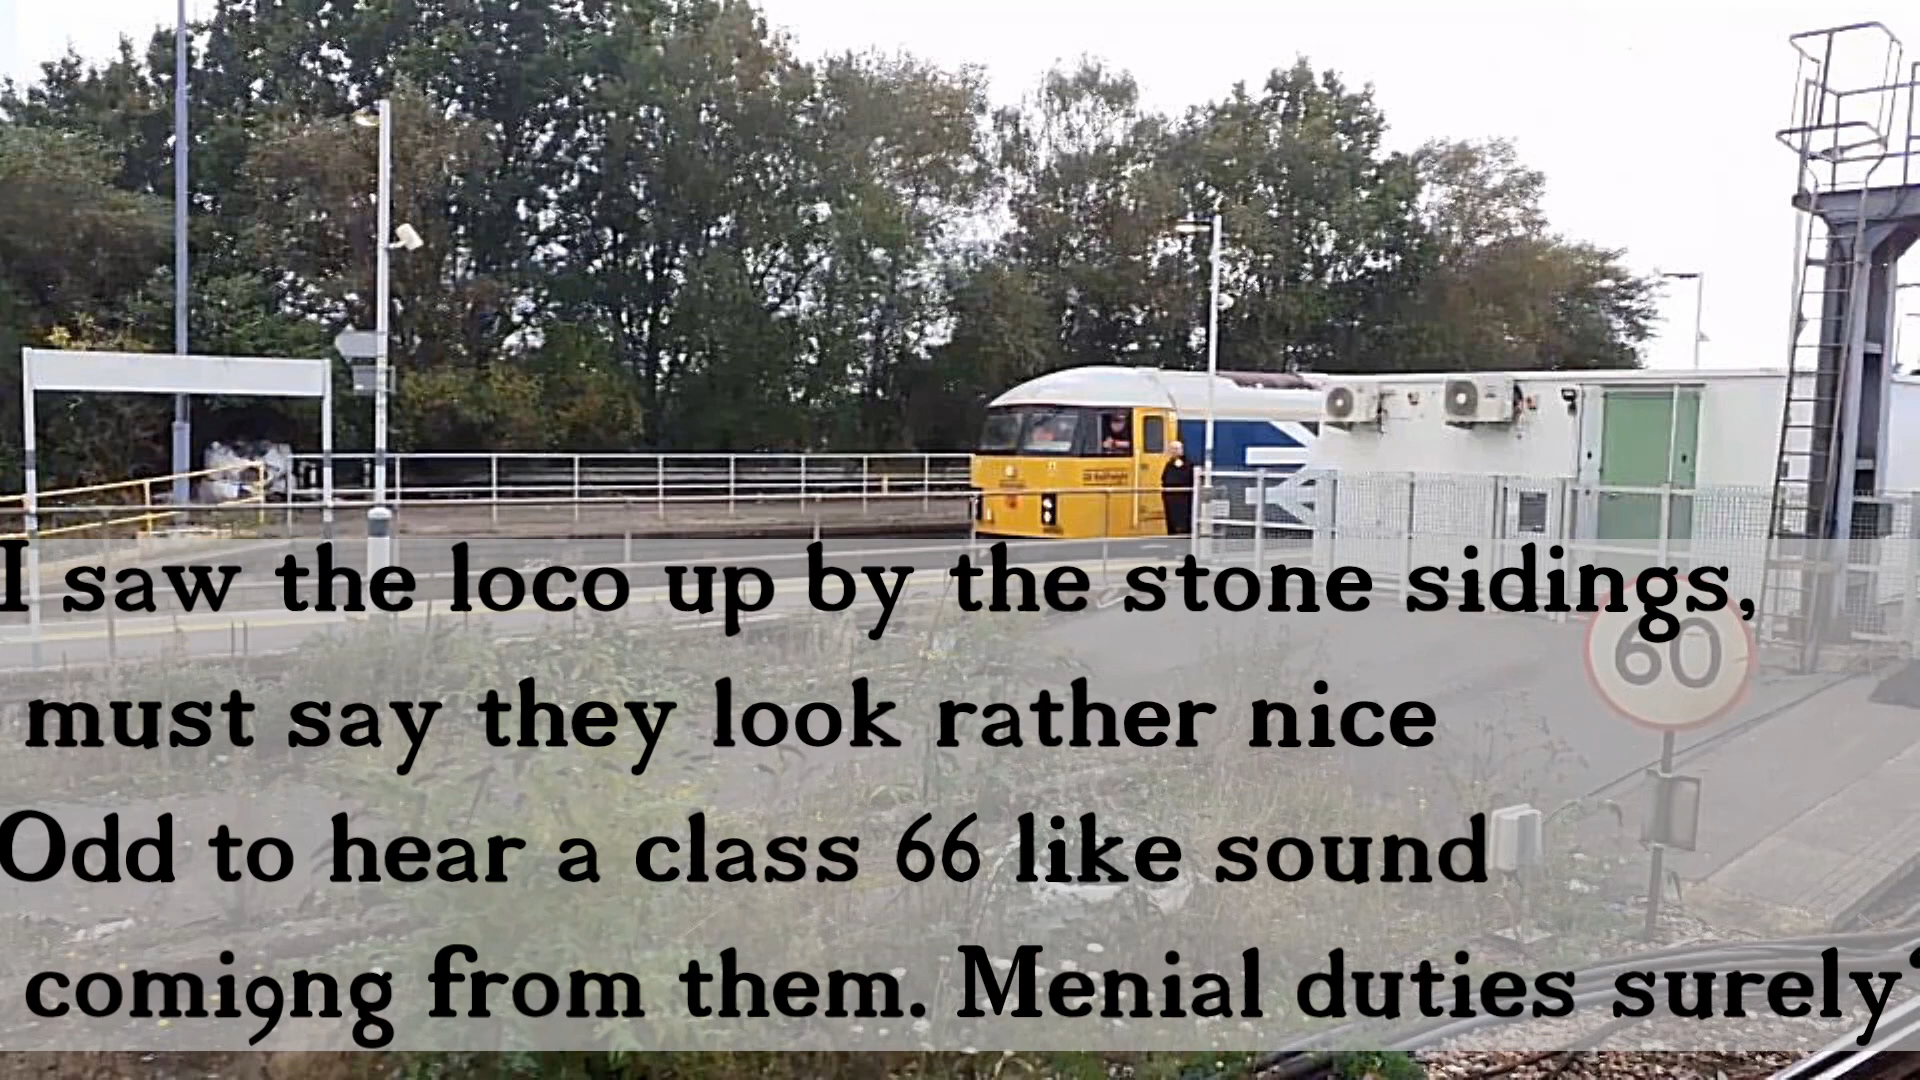 I saw the loco up by the stone sidings,
must say they look rather nice
60
Odd to hear a class 66 like sound
comi9ng from them. Menial duties surely?